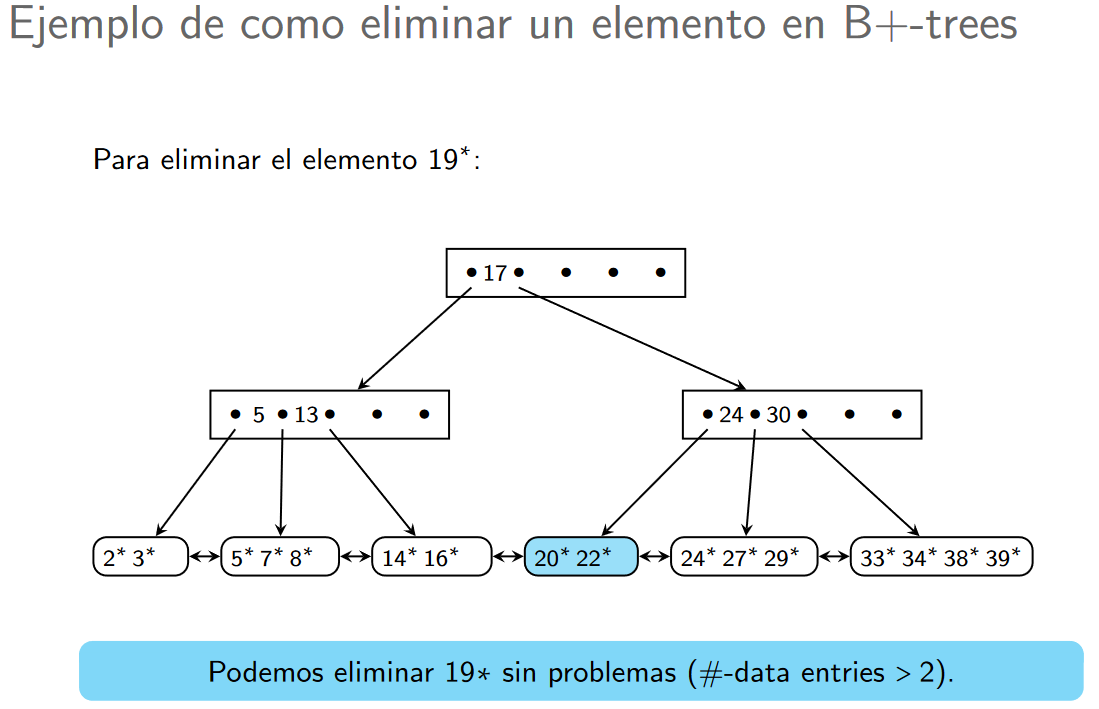 Ejemplo de como eliminar un elemento en B+-trees
Para eliminar el elemento 19*:
• 17 • • • •
• 5 • 13 • • •
• 24 • 30 • • •
2* 3*
5* 7* 8*
14* 16*
20* 22*
24* 27* 29*
33* 34* 38* 39*
Podemos eliminar 19* sin problemas (#-data entries > 2).